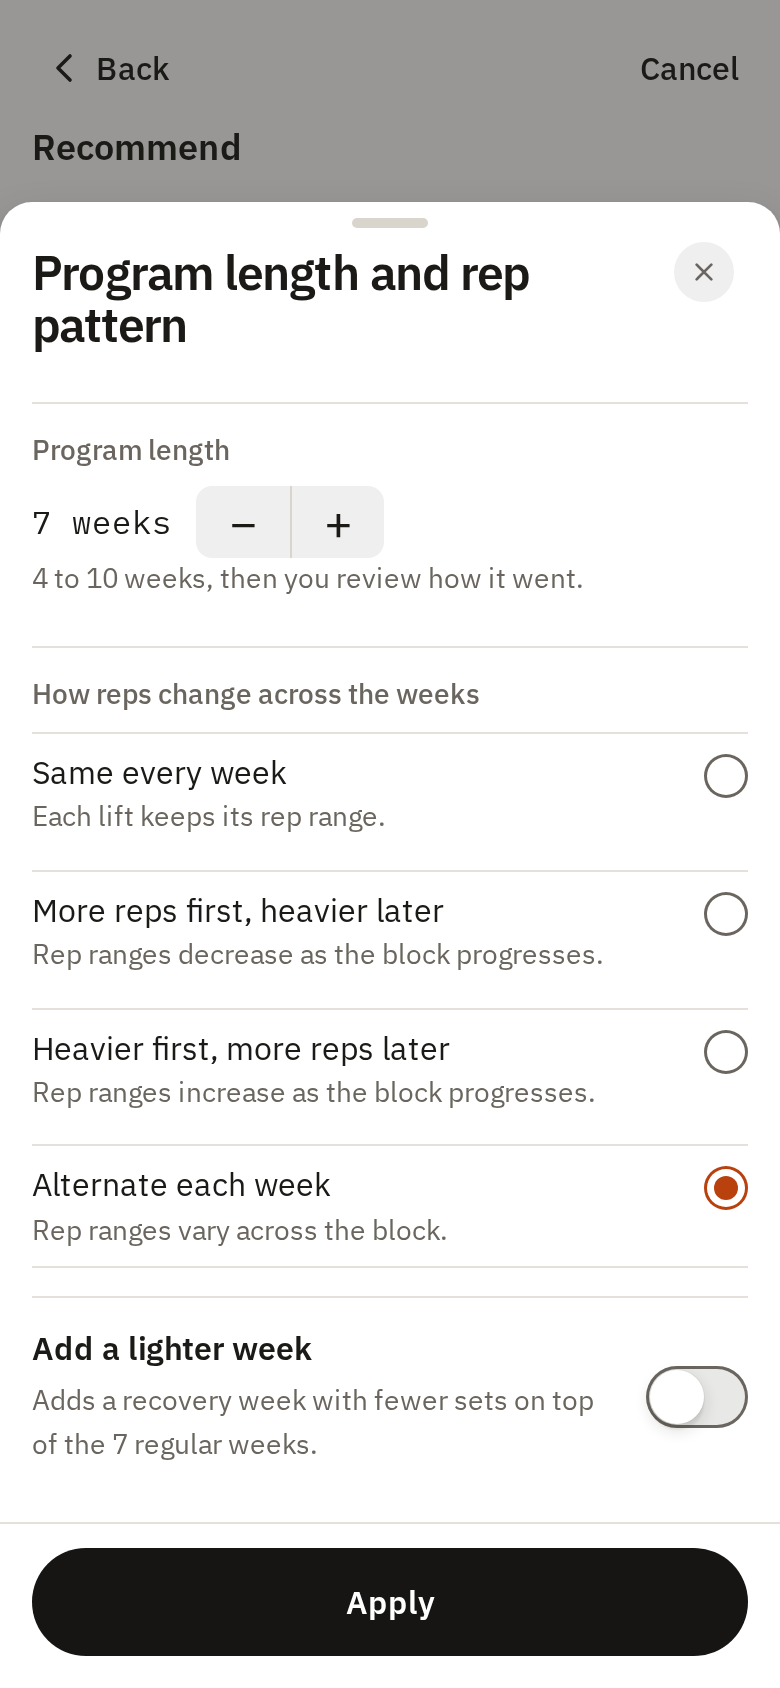 Back
Cancel
Recommend
Program length and rep
pattern
Program length
7 weeks
− +
4 to 10 weeks, then you review how it went.
How reps change across the weeks
Same every week
Each lift keeps its rep range.
More reps first, heavier later
Rep ranges decrease as the block progresses.
Heavier first, more reps later
Rep ranges increase as the block progresses.
Alternate each week
Rep ranges vary across the block.
Add a lighter week
Adds a recovery week with fewer sets on top
of the 7 regular weeks.
Apply